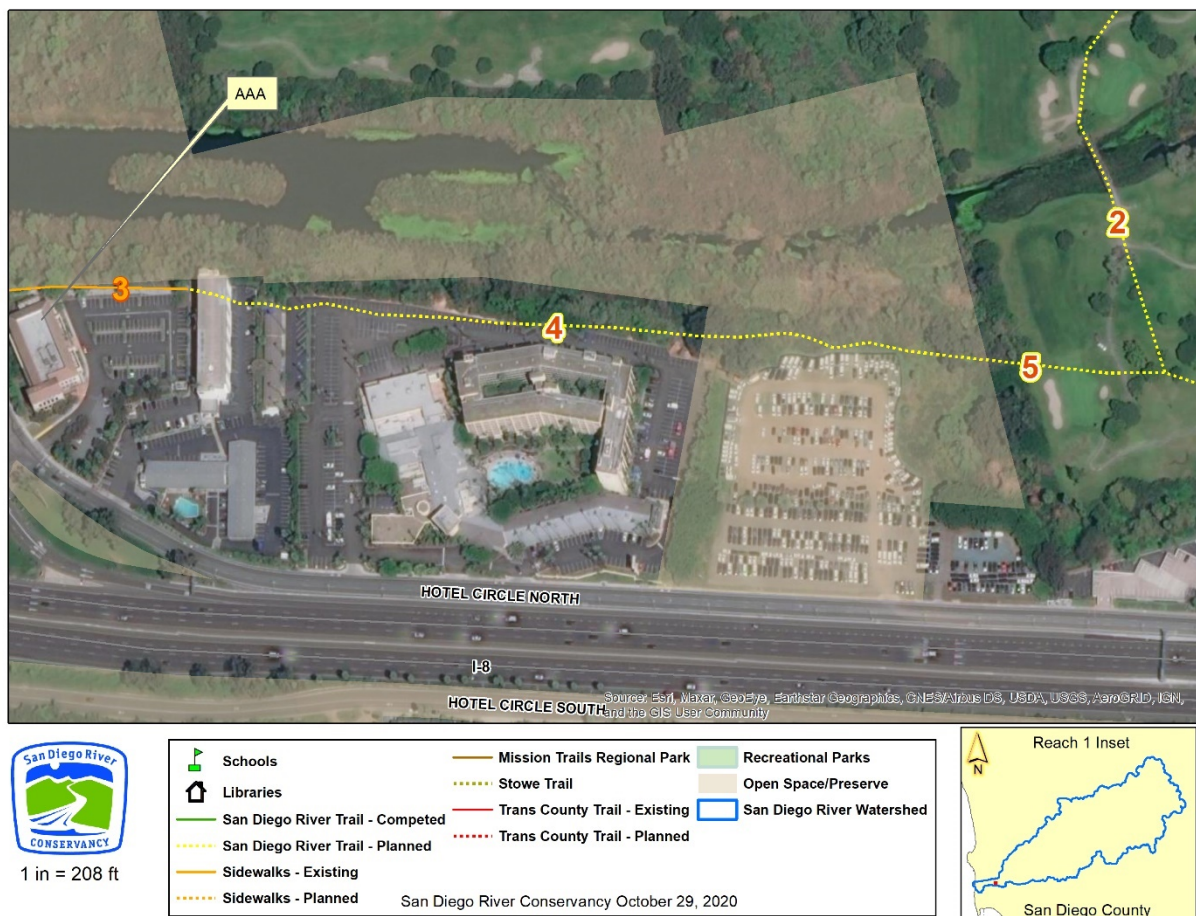 AAA
2
3
4
5
HOTEL CIRCLE NORTH
I-8
HOTEL CIRCLE SOUTH
Source: Esri, Maxar, GeoEye, Earthstar Geographics, CNES/Airbus DS, USDA, USGS, AeroGRID, IGN,
and the GIS User Community
San Diego River
CONSERVANCY
1 in = 208 ft
Schools
Libraries
San Diego River Trail - Competed
San Diego River Trail - Planned
Sidewalks - Existing
Sidewalks - Planned
Mission Trails Regional Park
Stowe Trail
Trans County Trail - Existing
Trans County Trail - Planned
Recreational Parks
Open Space/Preserve
San Diego River Watershed
San Diego River Conservancy October 29, 2020
Reach 1 Inset
N
San Diego County